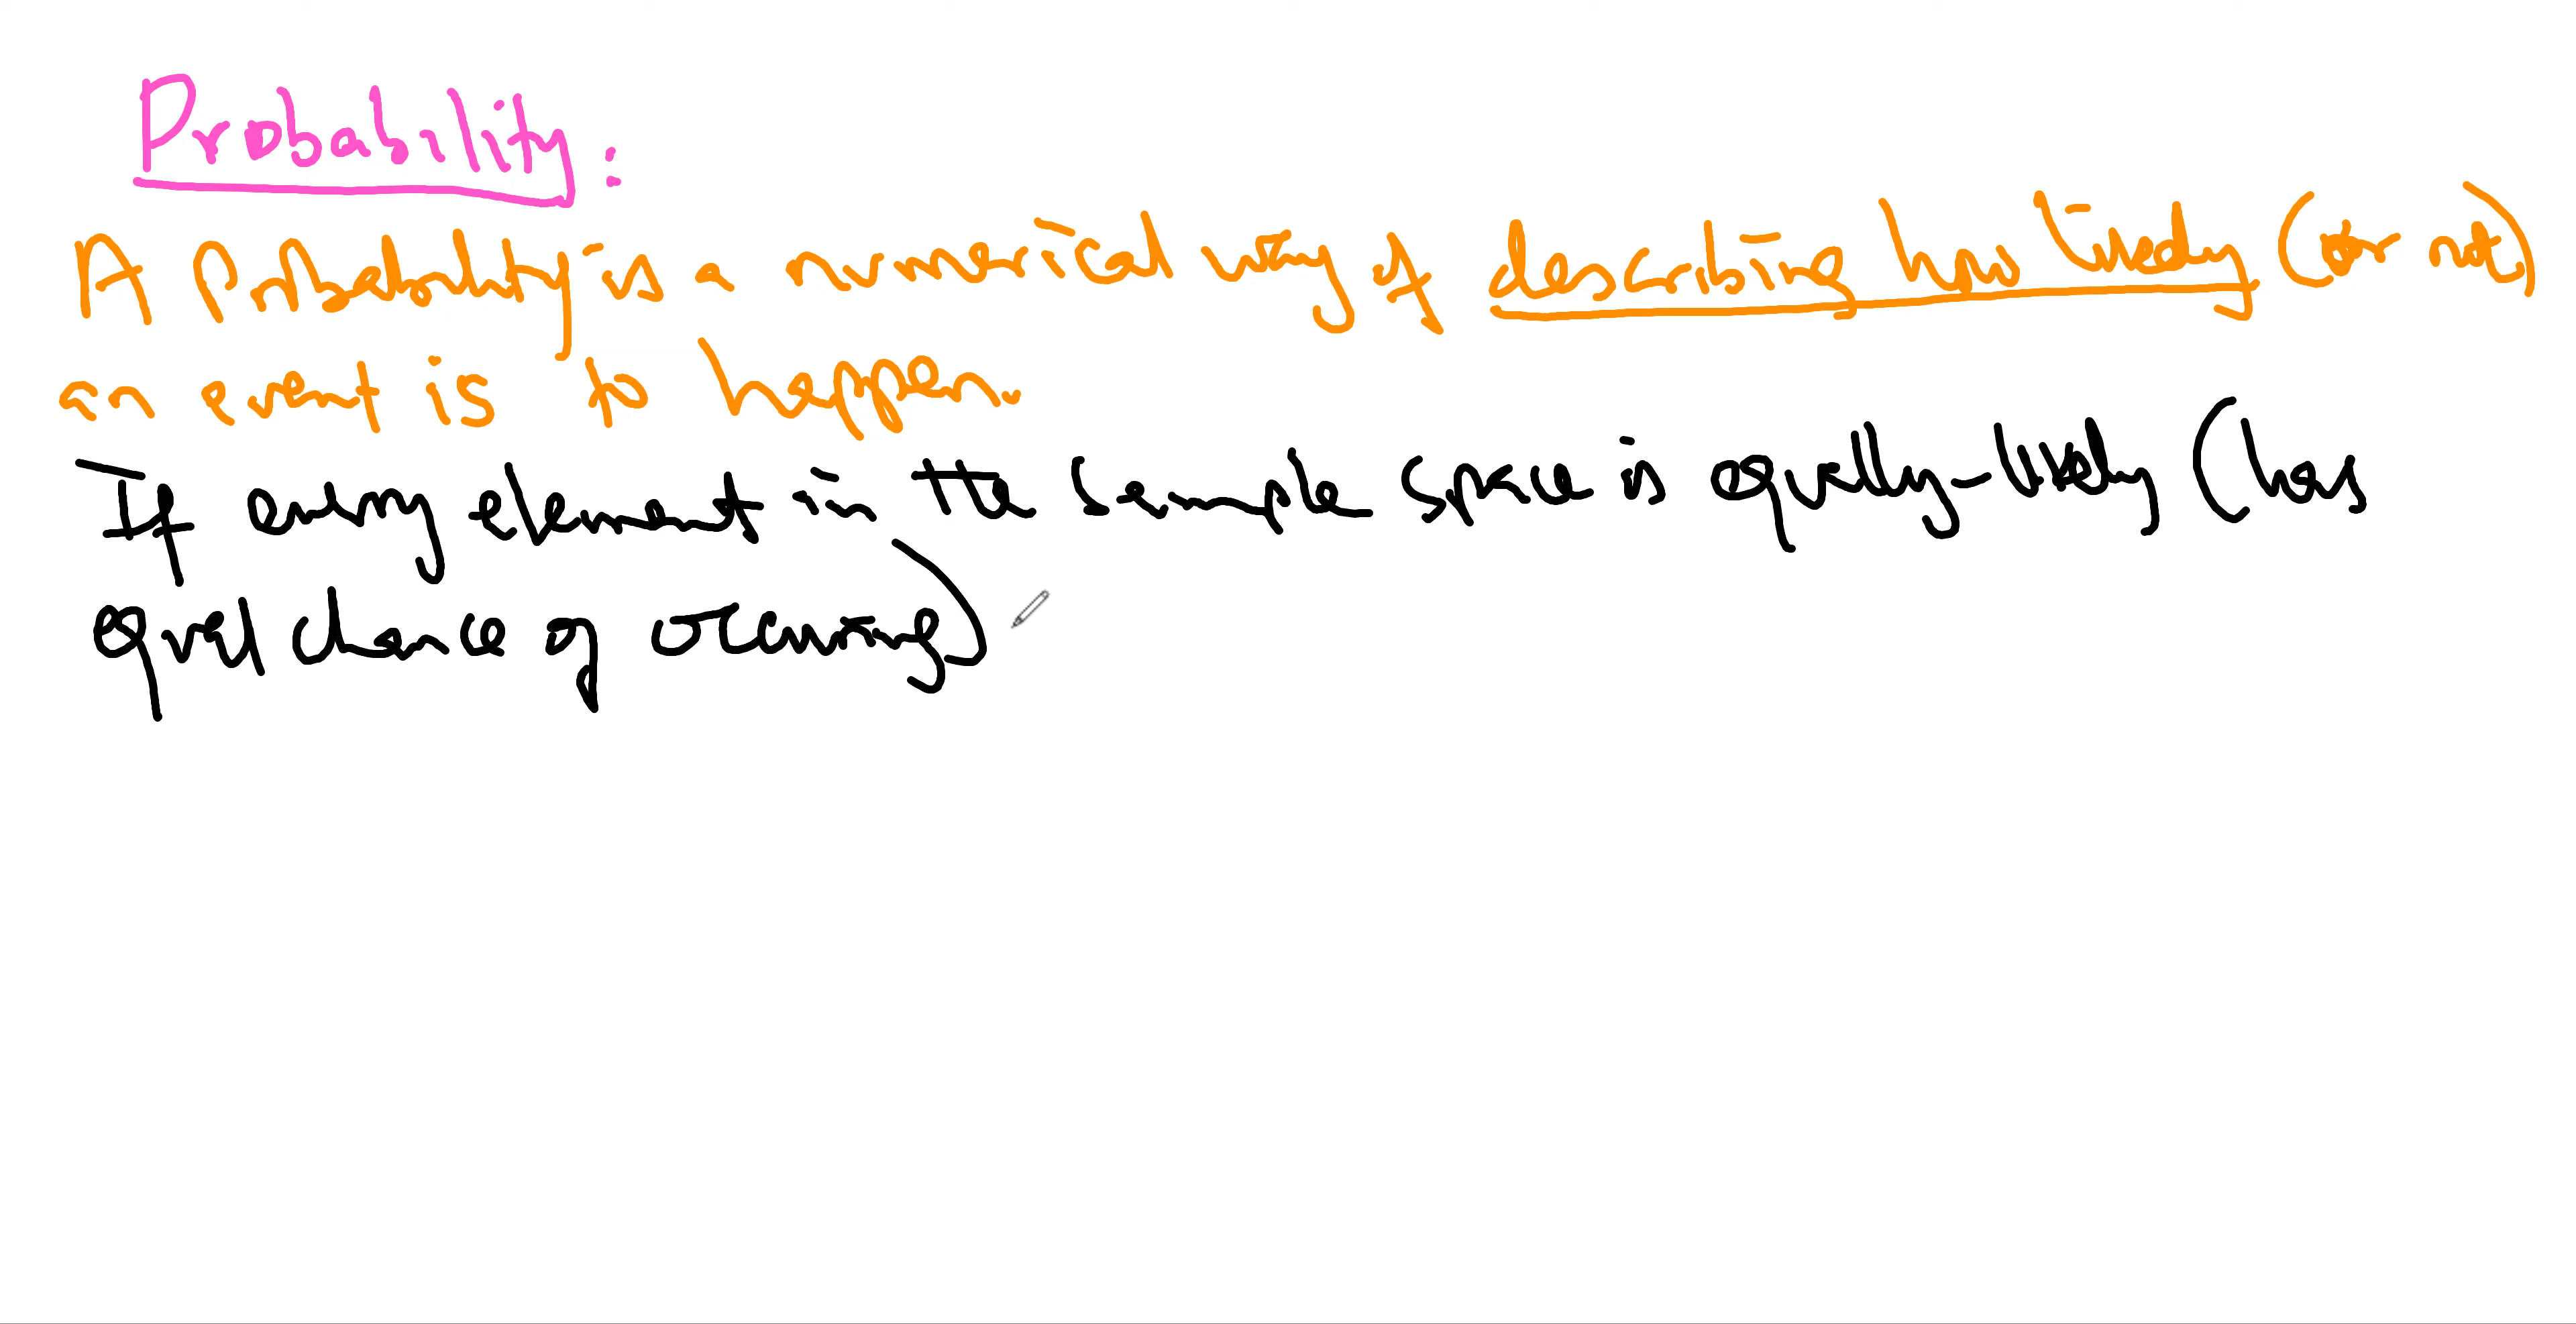 Probability:
A Probability is a numerical way of describing how likely (or not)
an event is to happen.
If every element in the sample space is equally-likely (has
equal chance of occurring)